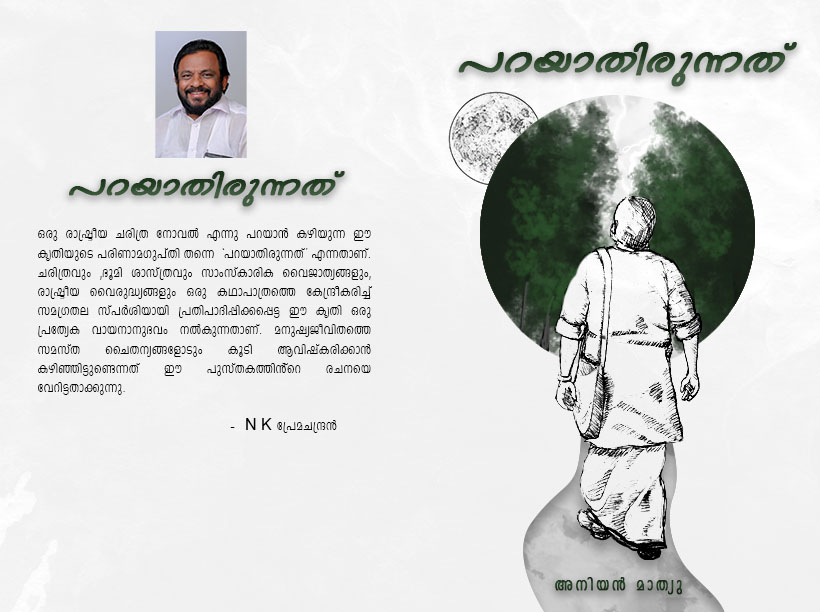 പറയാതിരുന്നത്
ഒരു രാഷ്ട്രീയ ചരിത്ര നോവൽ എന്നു പറയാൻ കഴിയുന്ന ഈ
കൃതിയുടെ പരിണാമഗുപ്തി തന്നെ 'പറയാതിരുന്നത്' എന്നതാണ്.
ചരിത്രവും ,ഭൂമി ശാസ്ത്രവും സാംസ്കാരിക വൈജാത്യങ്ങളും,
രാഷ്ട്രീയ വൈരുദ്ധ്യങ്ങളും ഒരു കഥാപാത്രത്തെ കേന്ദ്രീകരിച്ച്
സമഗ്രതല സ്പർശിയായി പ്രതിപാദിപ്പിക്കപ്പെട്ട ഈ കൃതി ഒരു
പ്രത്യേക വായനാനുഭവം നൽകുന്നതാണ്. മനുഷ്യജീവിതത്തെ
സമസ്ത ചൈതന്യങ്ങളോടും കൂടി ആവിഷ്കരിക്കാൻ
കഴിഞ്ഞിട്ടുണ്ടെന്നത് ഈ പുസ്തകത്തിൻറെ രചനയെ
വേറിട്ടതാക്കുന്നു.
- N K പ്രേമചന്ദ്രൻ
പറയാതിരുന്നത്
അനിയൻ മാത്യു